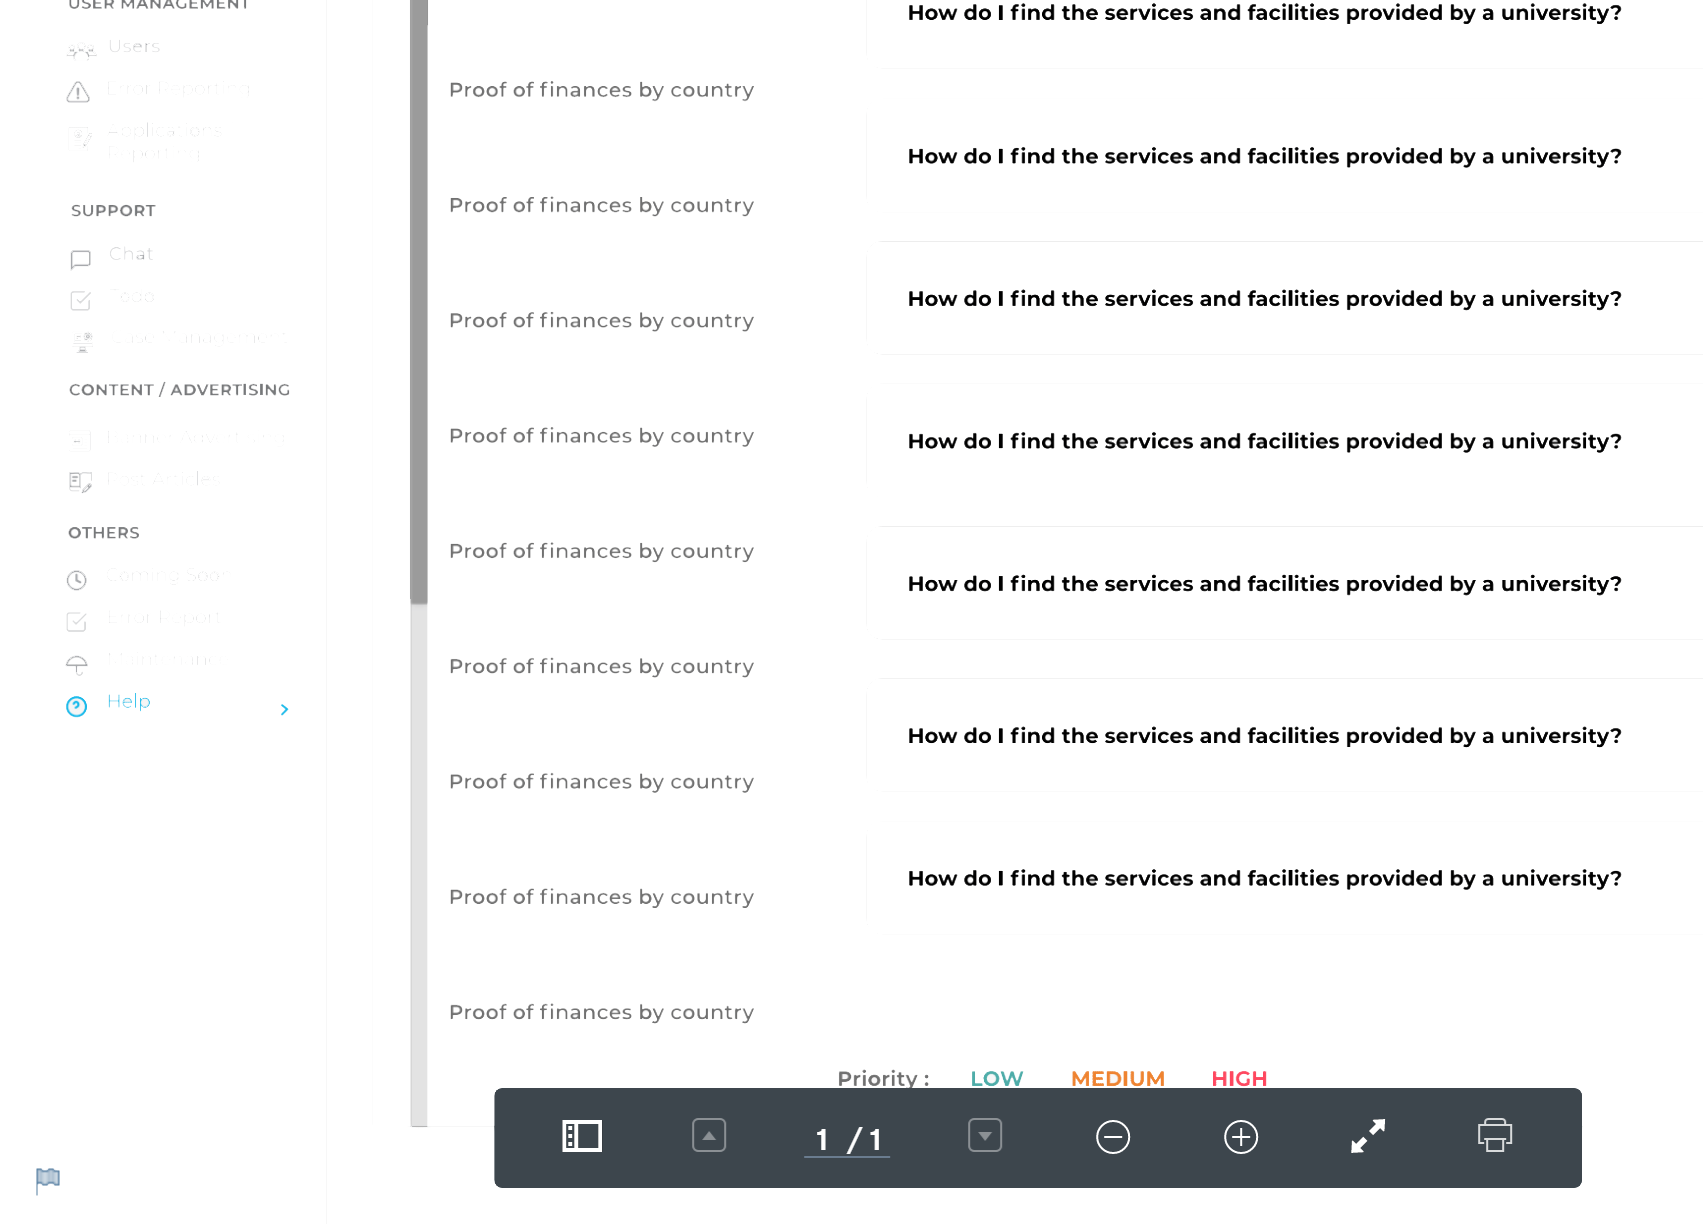 USER MANAGEMENT
Users
Error Reporting
Applications
Reporting
SUPPORT
Chat
Todo
Case Management
CONTENT / ADVERTISING
Post Articles
OTHERS
Coming Soon
Error Report
Help
Proof of finances by country
Proof of finances by country
Proof of finances by country
Proof of finances by country
Proof of finances by country
Proof of finances by country
Proof of finances by country
Proof of finances by country
Proof of finances by country
How do I find the services and facilities provided by a university?
How do I find the services and facilities provided by a university?
How do I find the services and facilities provided by a university?
How do I find the services and facilities provided by a university?
How do I find the services and facilities provided by a university?
How do I find the services and facilities provided by a university?
How do I find the services and facilities provided by a university?
Priority : LOW MEDIUM HIGH
1 / 1